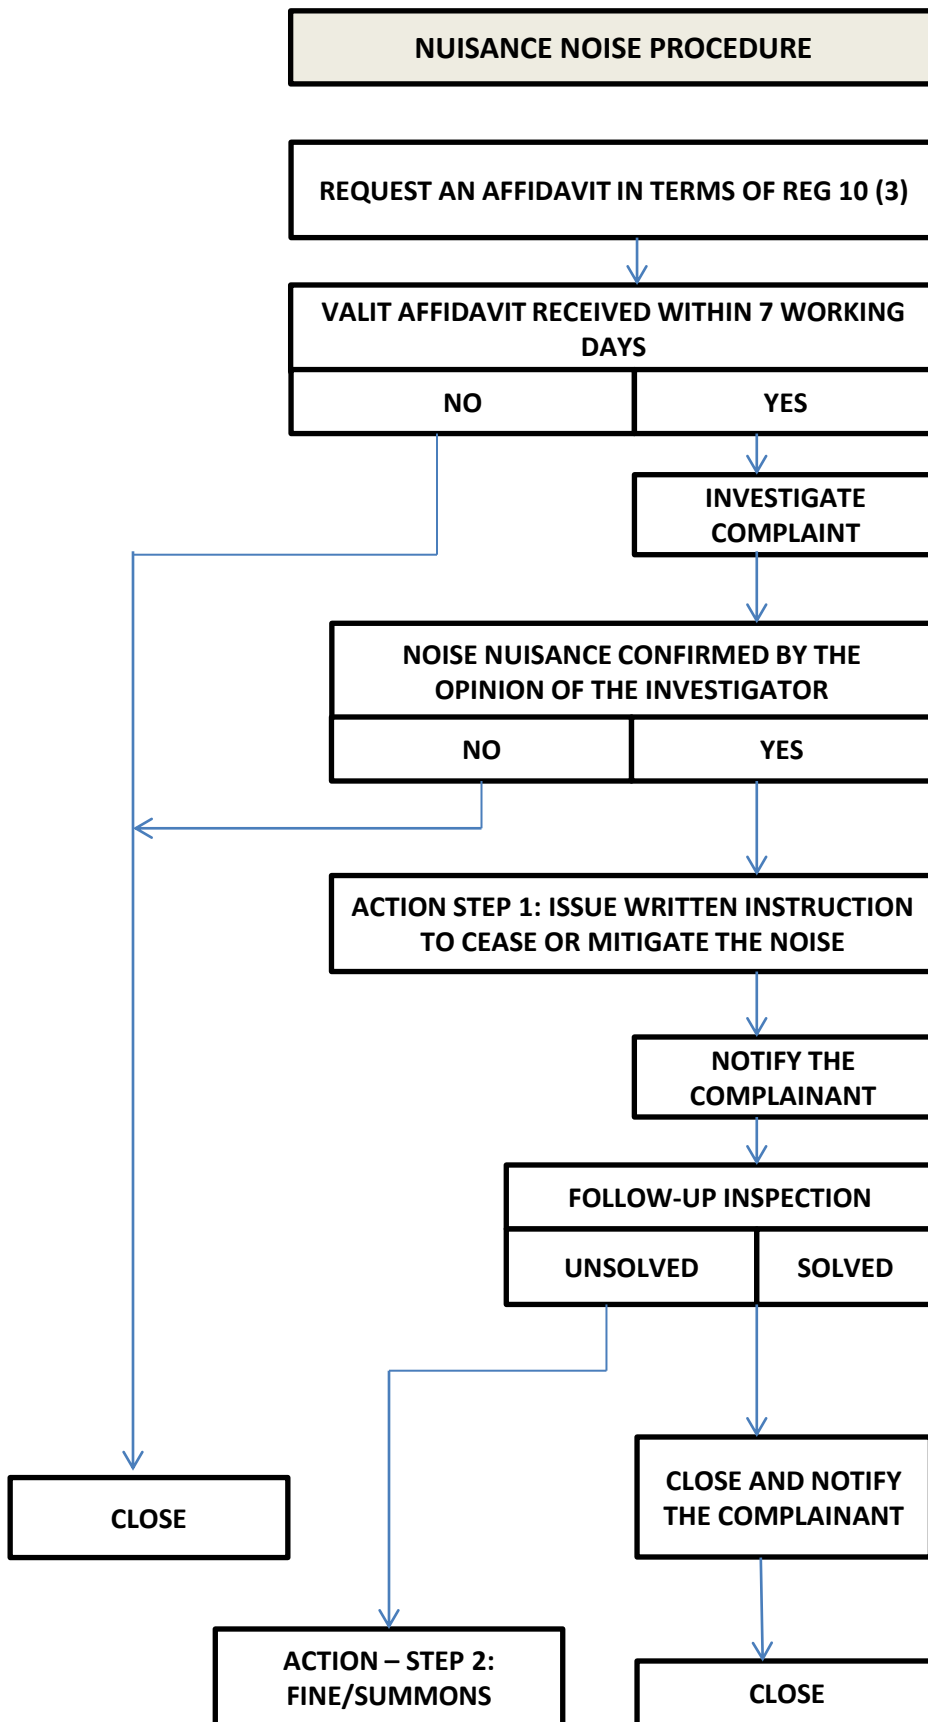 NUISANCE NOISE PROCEDURE
REQUEST AN AFFIDAVIT IN TERMS OF REG 10 (3)
VALIT AFFIDAVIT RECEIVED WITHIN 7 WORKING
DAYS
NO
YES
INVESTIGATE
COMPLAINT
NOISE NUISANCE CONFIRMED BY THE
OPINION OF THE INVESTIGATOR
NO
YES
ACTION STEP 1: ISSUE WRITTEN INSTRUCTION
TO CEASE OR MITIGATE THE NOISE
NOTIFY THE
COMPLAINANT
FOLLOW-UP INSPECTION
UNSOLVED
SOLVED
CLOSE AND NOTIFY
THE COMPLAINANT
CLOSE
ACTION – STEP 2:
FINE/SUMMONS
CLOSE